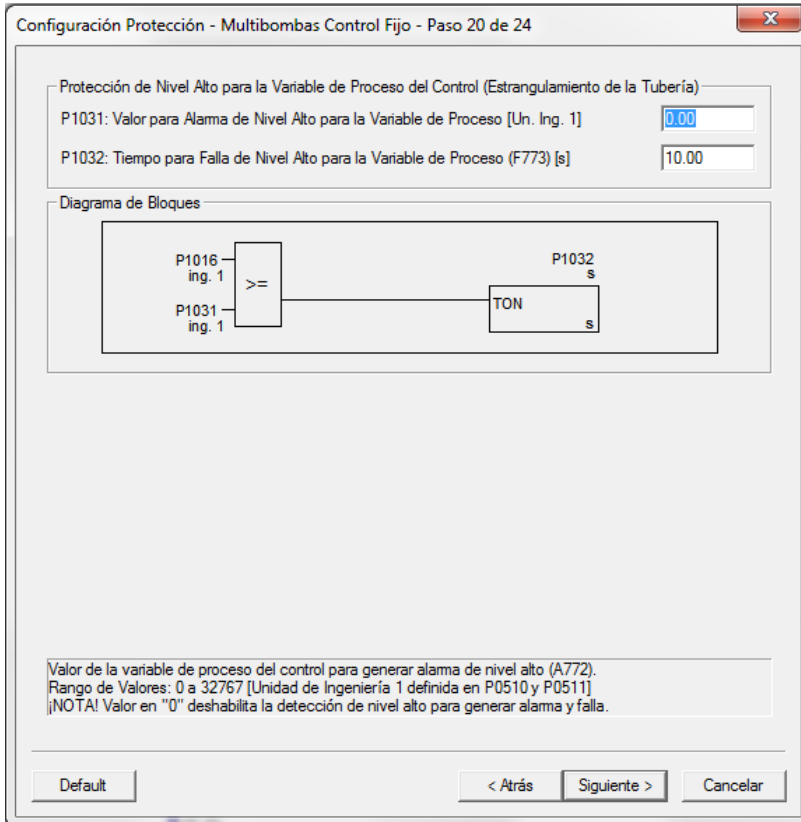 Configuración Protección - Multibombas Control Fijo - Paso 20 de 24
x
Protección de Nivel Alto para la Variable de Proceso del Control (Estrangulamiento de la Tubería)
P1031: Valor para Alarma de Nivel Alto para la Variable de Proceso [Un. Ing. 1] 0.00
P1032: Tiempo para Falla de Nivel Alto para la Variable de Proceso (F773) [s] 10.00
Diagrama de Bloques
P1016
ing. 1
>=
P1031
ing. 1
P1032
s
TON
s
Valor de la variable de proceso del control para generar alarma de nivel alto (A772).
Rango de Valores: 0 a 32767 [Unidad de Ingeniería 1 definida en P0510 y P0511]
¡NOTA! Valor en "0" deshabilita la detección de nivel alto para generar alarma y falla.
Default < Atrás Siguiente > Cancelar